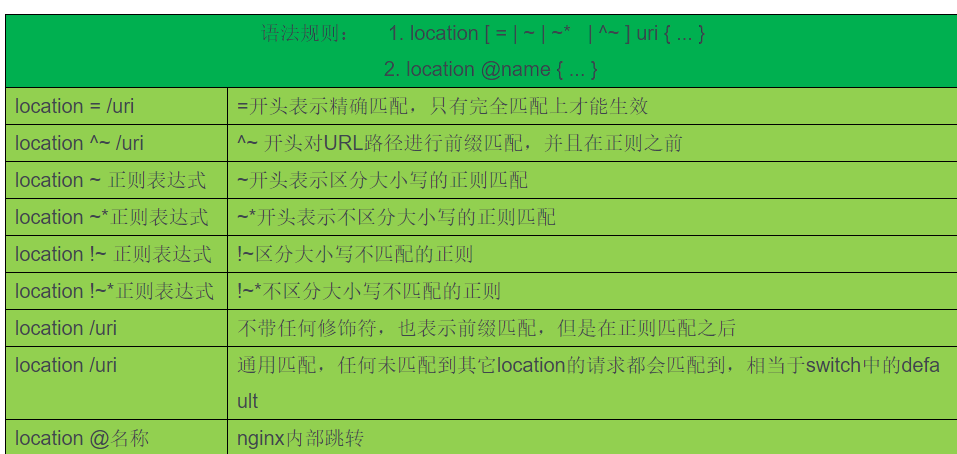 语法规则： 1. location [ = | ~ | ~* | ^~ ] uri { ... }
2. location @name { ... }
location = /uri =开头表示精确匹配，只有完全匹配上才能生效
location ^~ /uri ^~ 开头对URL路径进行前缀匹配，并且在正则之前
location ~ 正则表达式 ~开头表示区分大小写的正则匹配
location ~*正则表达式 ~*开头表示不区分大小写的正则匹配
location !~ 正则表达式 !~区分大小写不匹配的正则
location !~*正则表达式 !~*不区分大小写不匹配的正则
location /uri 不带任何修饰符，也表示前缀匹配，但是在正则匹配之后
location /uri 通用匹配，任何未匹配到其它location的请求都会匹配到，相当于switch中的defa
ult
location @名称 nginx内部跳转